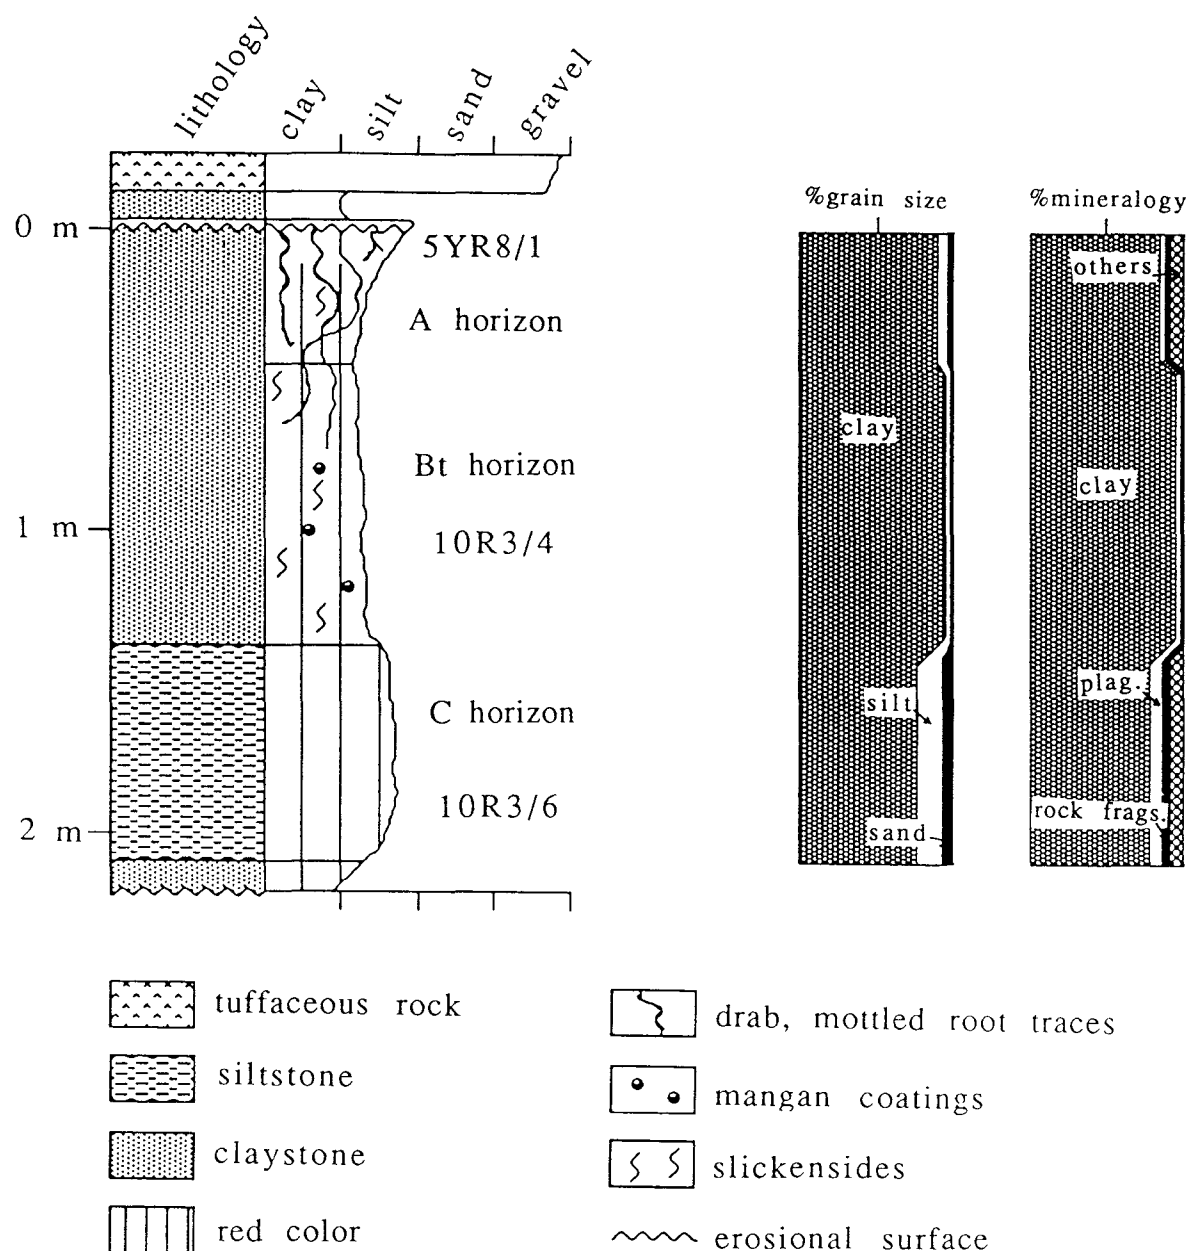 lithology
clay
silt
sand
gravel
%grain size
%mineralogy
0 m
5YR8/1
others
A horizon
clay
Bt horizon
clay
1 m
10R3/4
plag.
silt
C horizon
10R3/6
rock frags.
2 m
sand
tuffaceous rock
drab, mottled root traces
siltstone
mangan coatings
claystone
slickensides
red color
erosional surface